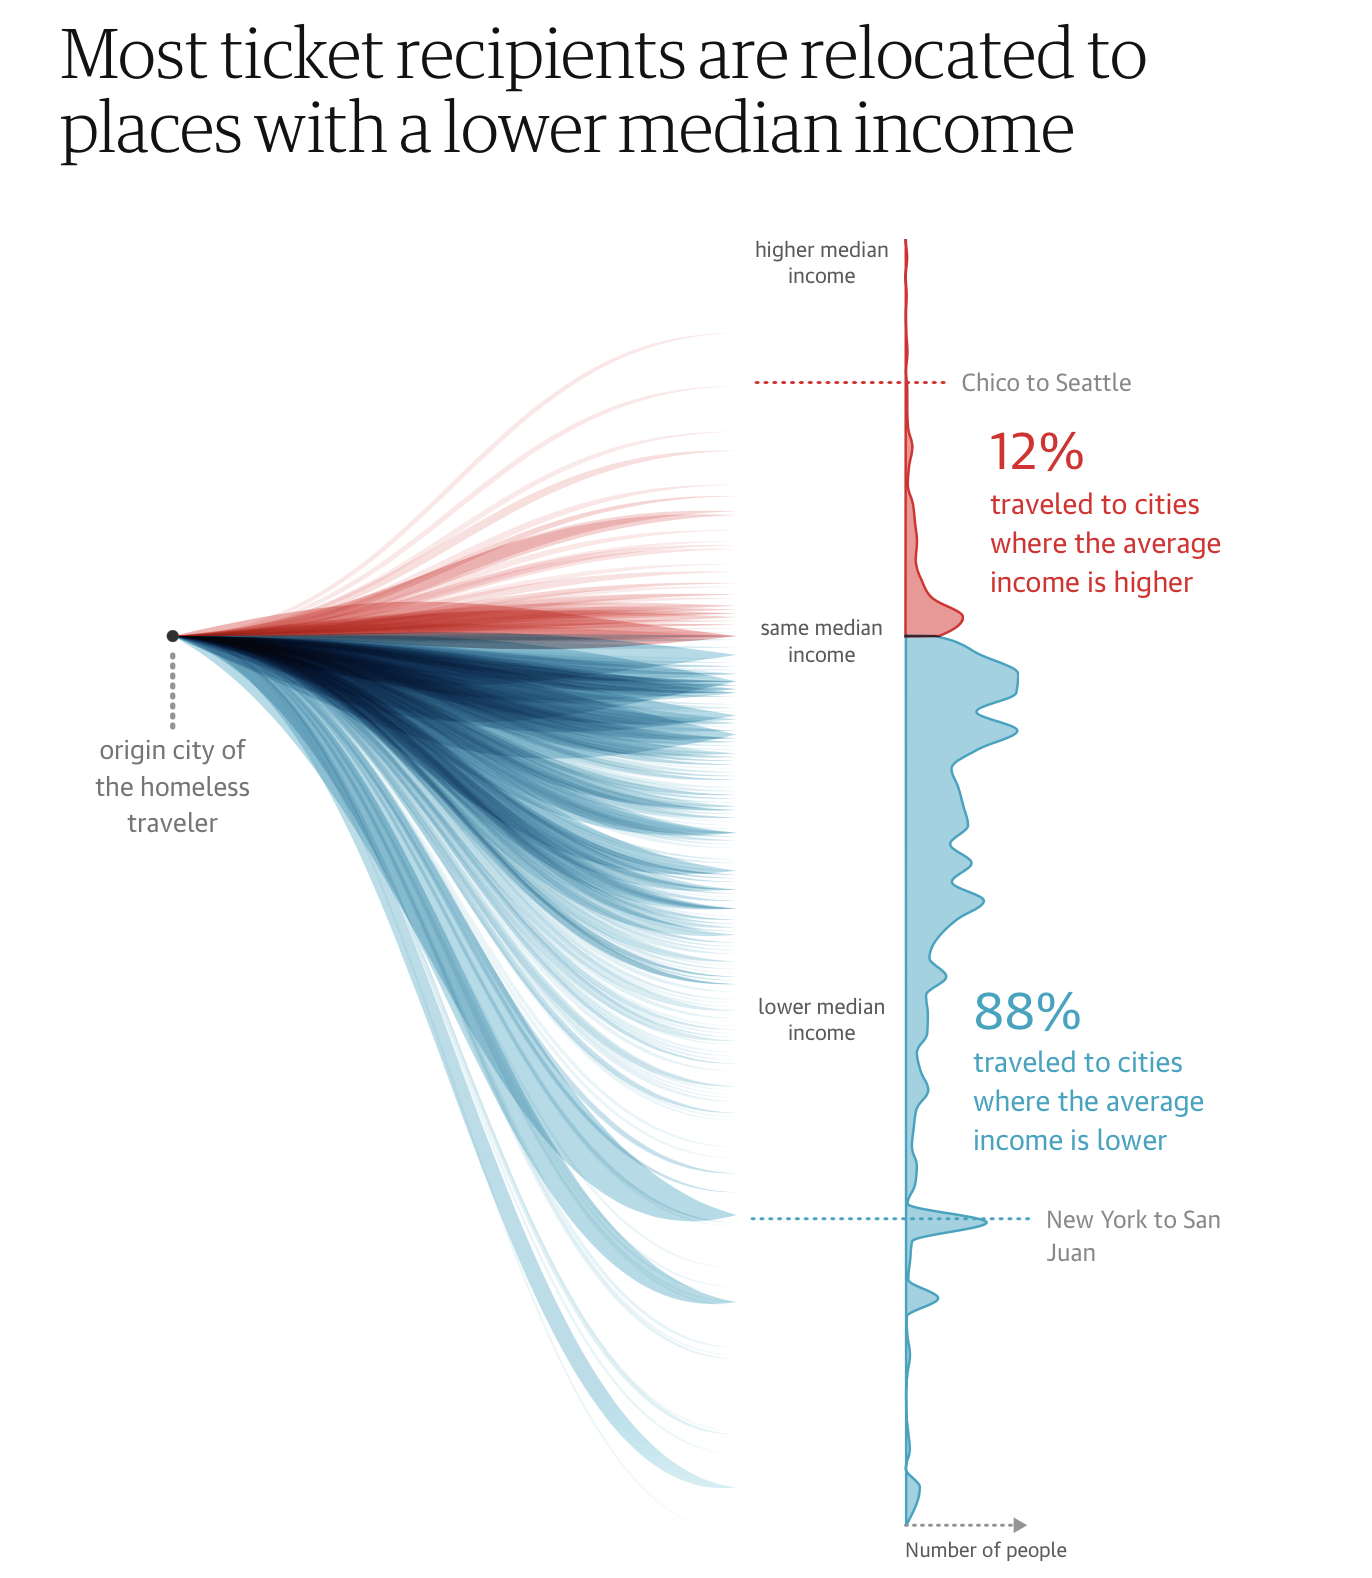 Most ticket recipients are relocated to
places with a lower median income
higher median
income
Chico to Seattle
12%
traveled to cities
where the average
income is higher
same median
income
origin city of
the homeless
traveler
lower median
income
88%
traveled to cities
where the average
income is lower
New York to San
Juan
Number of people